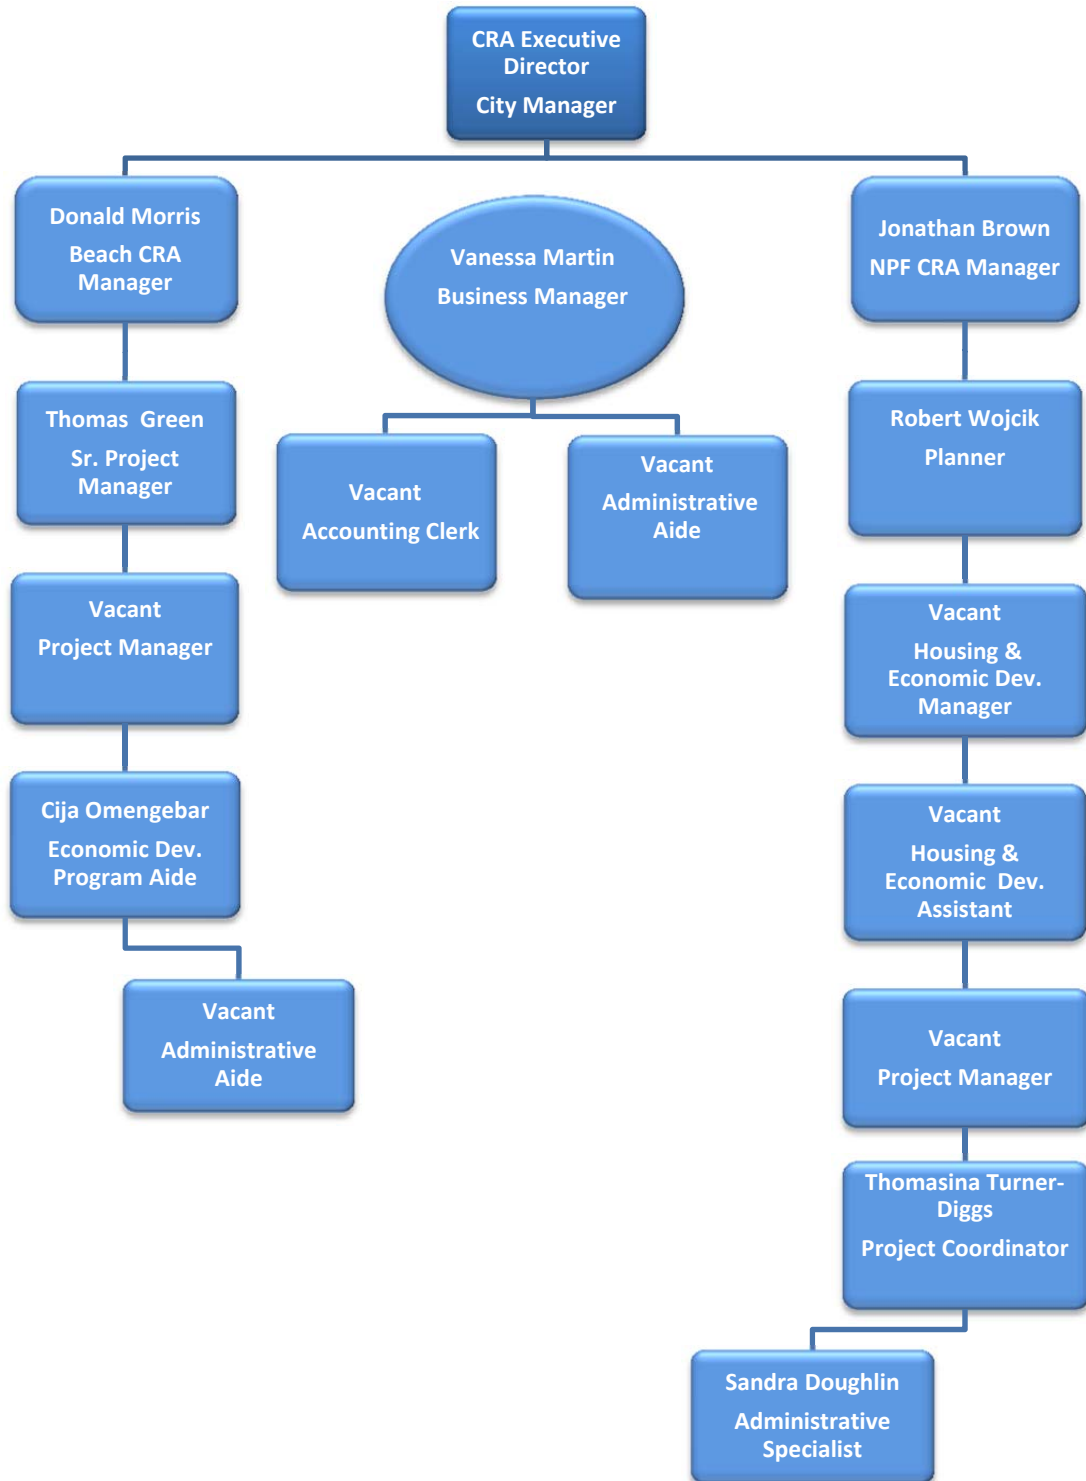 CRA Executive
Director
City Manager
Donald Morris
Beach CRA
Manager
Vanessa Martin
Business Manager
Jonathan Brown
NPF CRA Manager
Thomas  Green
Sr. Project
Manager
Vacant
Accounting Clerk
Vacant
Administrative
Aide
Robert Wojcik
Planner
Vacant
Project Manager
Vacant
Housing &
Economic Dev.
Manager
Cija Omengebar
Economic Dev.
Program Aide
Vacant
Housing &
Economic  Dev.
Assistant
Vacant
Administrative
Aide
Vacant
Project Manager
Thomasina Turner-
Diggs
Project Coordinator
Sandra Doughlin
Administrative
Specialist